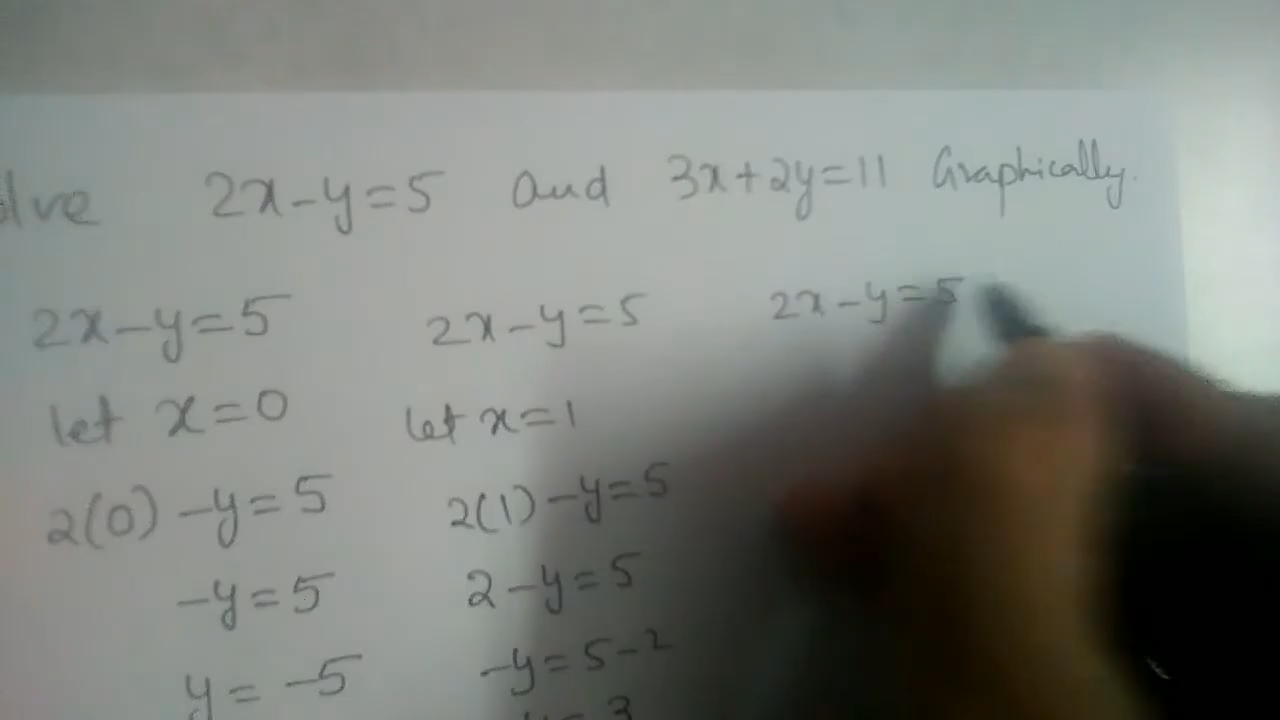 2x-y=5 and 3x+2y=11 Graphically.
2x-y=5 2x-y=5 2x-y=5
let x=0 let x=1
2(0)-y=5 2(1)-y=5
-y=5 2-y=5
y=-5 -y=5-2